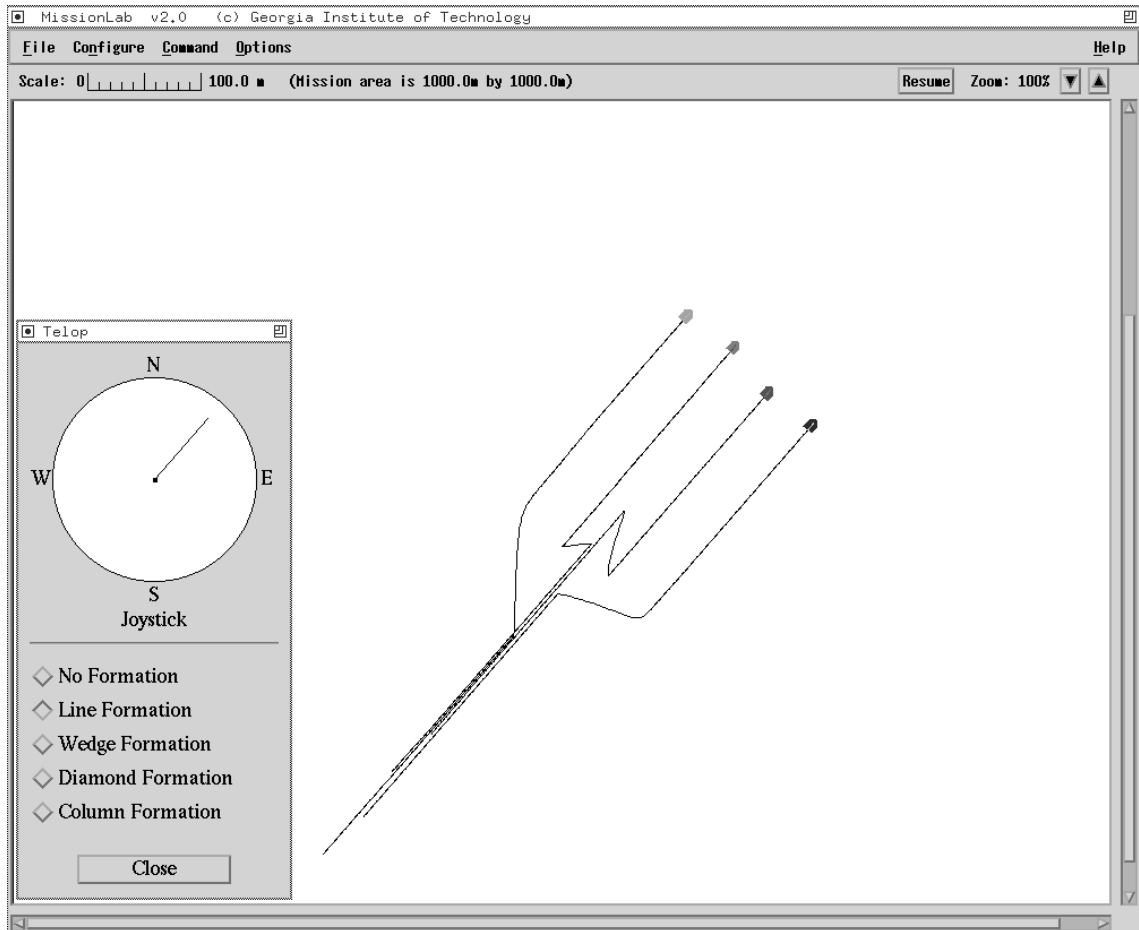 MissionLab v2.0 (c) Georgia Institute of Technology
File Configure Command Options Help
Scale: 0 100.0 m (Mission area is 1000.0m by 1000.0m) Resume Zoom: 100%
Telop
N
W E
S
Joystick
No Formation
Line Formation
Wedge Formation
Diamond Formation
Column Formation
Close